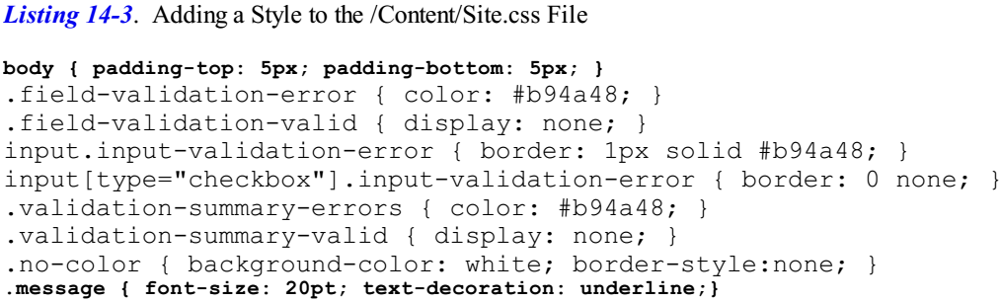 Listing 14-3. Adding a Style to the /Content/Site.css File
body { padding-top: 5px; padding-bottom: 5px; }
.field-validation-error { color: #b94a48; }
.field-validation-valid { display: none; }
input.input-validation-error { border: 1px solid #b94a48; }
input[type="checkbox"].input-validation-error { border: 0 none; }
.validation-summary-errors { color: #b94a48; }
.validation-summary-valid { display: none; }
.no-color { background-color: white; border-style:none; }
.message { font-size: 20pt; text-decoration: underline;}